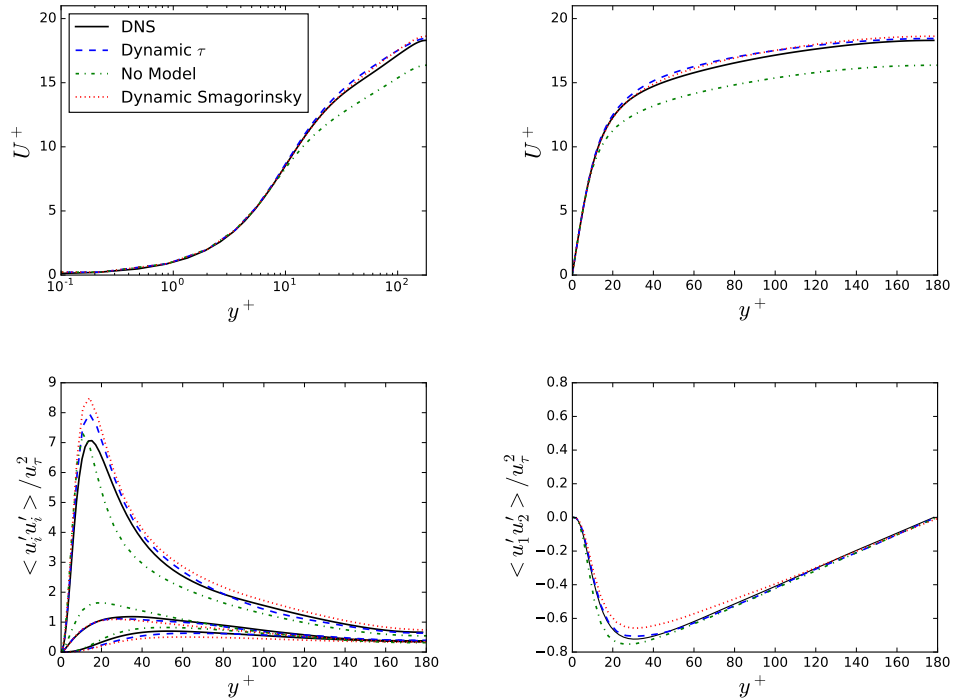 DNS
Dynamic τ
No Model
Dynamic Smagorinsky
U⁺
20
15
10
5
0
10⁻¹ 10⁰ 10¹ 10²
y⁺
U⁺
20
15
10
5
0
0 20 40 60 80 100 120 140 160 180
y⁺
< u′ᵢu′ᵢ > /u²_τ
9
8
7
6
5
4
3
2
1
0
0 20 40 60 80 100 120 140 160 180
y⁺
< u′₁u′₂ > /u²_τ
0.8
0.6
0.4
0.2
0.0
−0.2
−0.4
−0.6
−0.8
0 20 40 60 80 100 120 140 160 180
y⁺